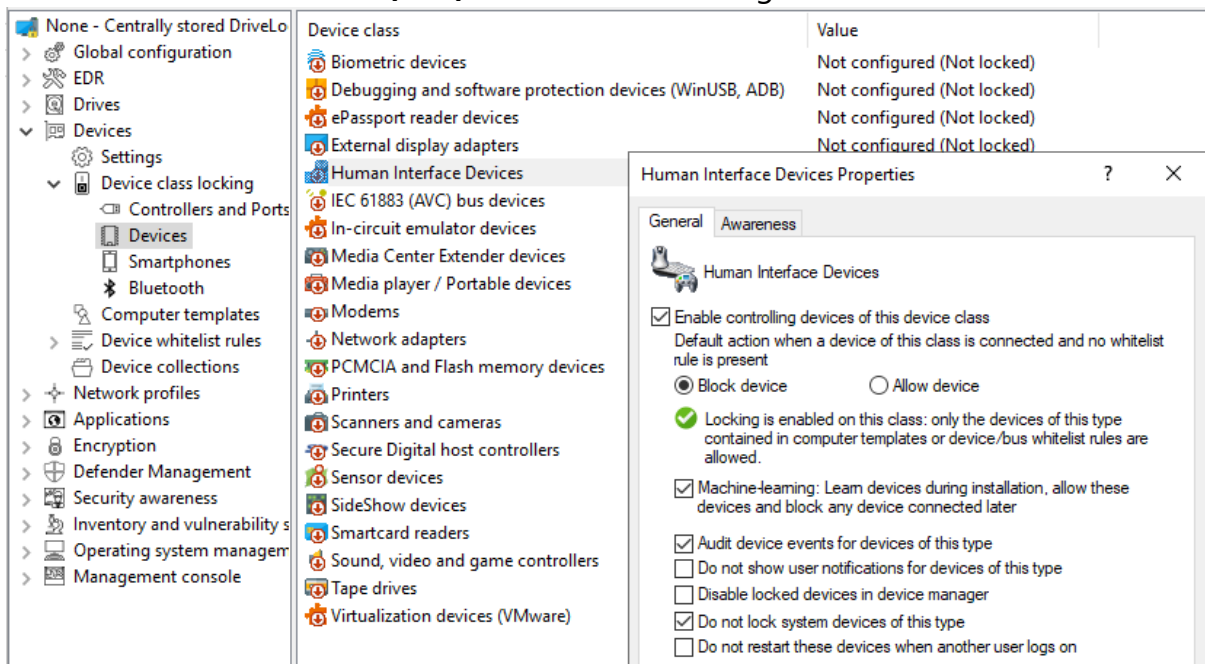 None - Centrally stored DriveLo
Global configuration
EDR
Drives
Devices
Settings
Device class locking
Controllers and Ports
Devices
Smartphones
Bluetooth
Computer templates
Device whitelist rules
Device collections
Network profiles
Applications
Encryption
Defender Management
Security awareness
Inventory and vulnerability s
Operating system managem
Management console
Device class Value
Biometric devices Not configured (Not locked)
Debugging and software protection devices (WinUSB, ADB) Not configured (Not locked)
ePassport reader devices Not configured (Not locked)
External display adapters Not configured (Not locked)
Human Interface Devices
IEC 61883 (AVC) bus devices
In-circuit emulator devices
Media Center Extender devices
Media player / Portable devices
Modems
Network adapters
PCMCIA and Flash memory devices
Printers
Scanners and cameras
Secure Digital host controllers
Sensor devices
SideShow devices
Smartcard readers
Sound, video and game controllers
Tape drives
Virtualization devices (VMware)
Human Interface Devices Properties ? ×
General Awareness
Human Interface Devices
Enable controlling devices of this device class
Default action when a device of this class is connected and no whitelist
rule is present
Block device Allow device
Locking is enabled on this class: only the devices of this type
contained in computer templates or device/bus whitelist rules are
allowed.
Machine-learning: Learn devices during installation, allow these
devices and block any device connected later
Audit device events for devices of this type
Do not show user notifications for devices of this type
Disable locked devices in device manager
Do not lock system devices of this type
Do not restart these devices when another user logs on